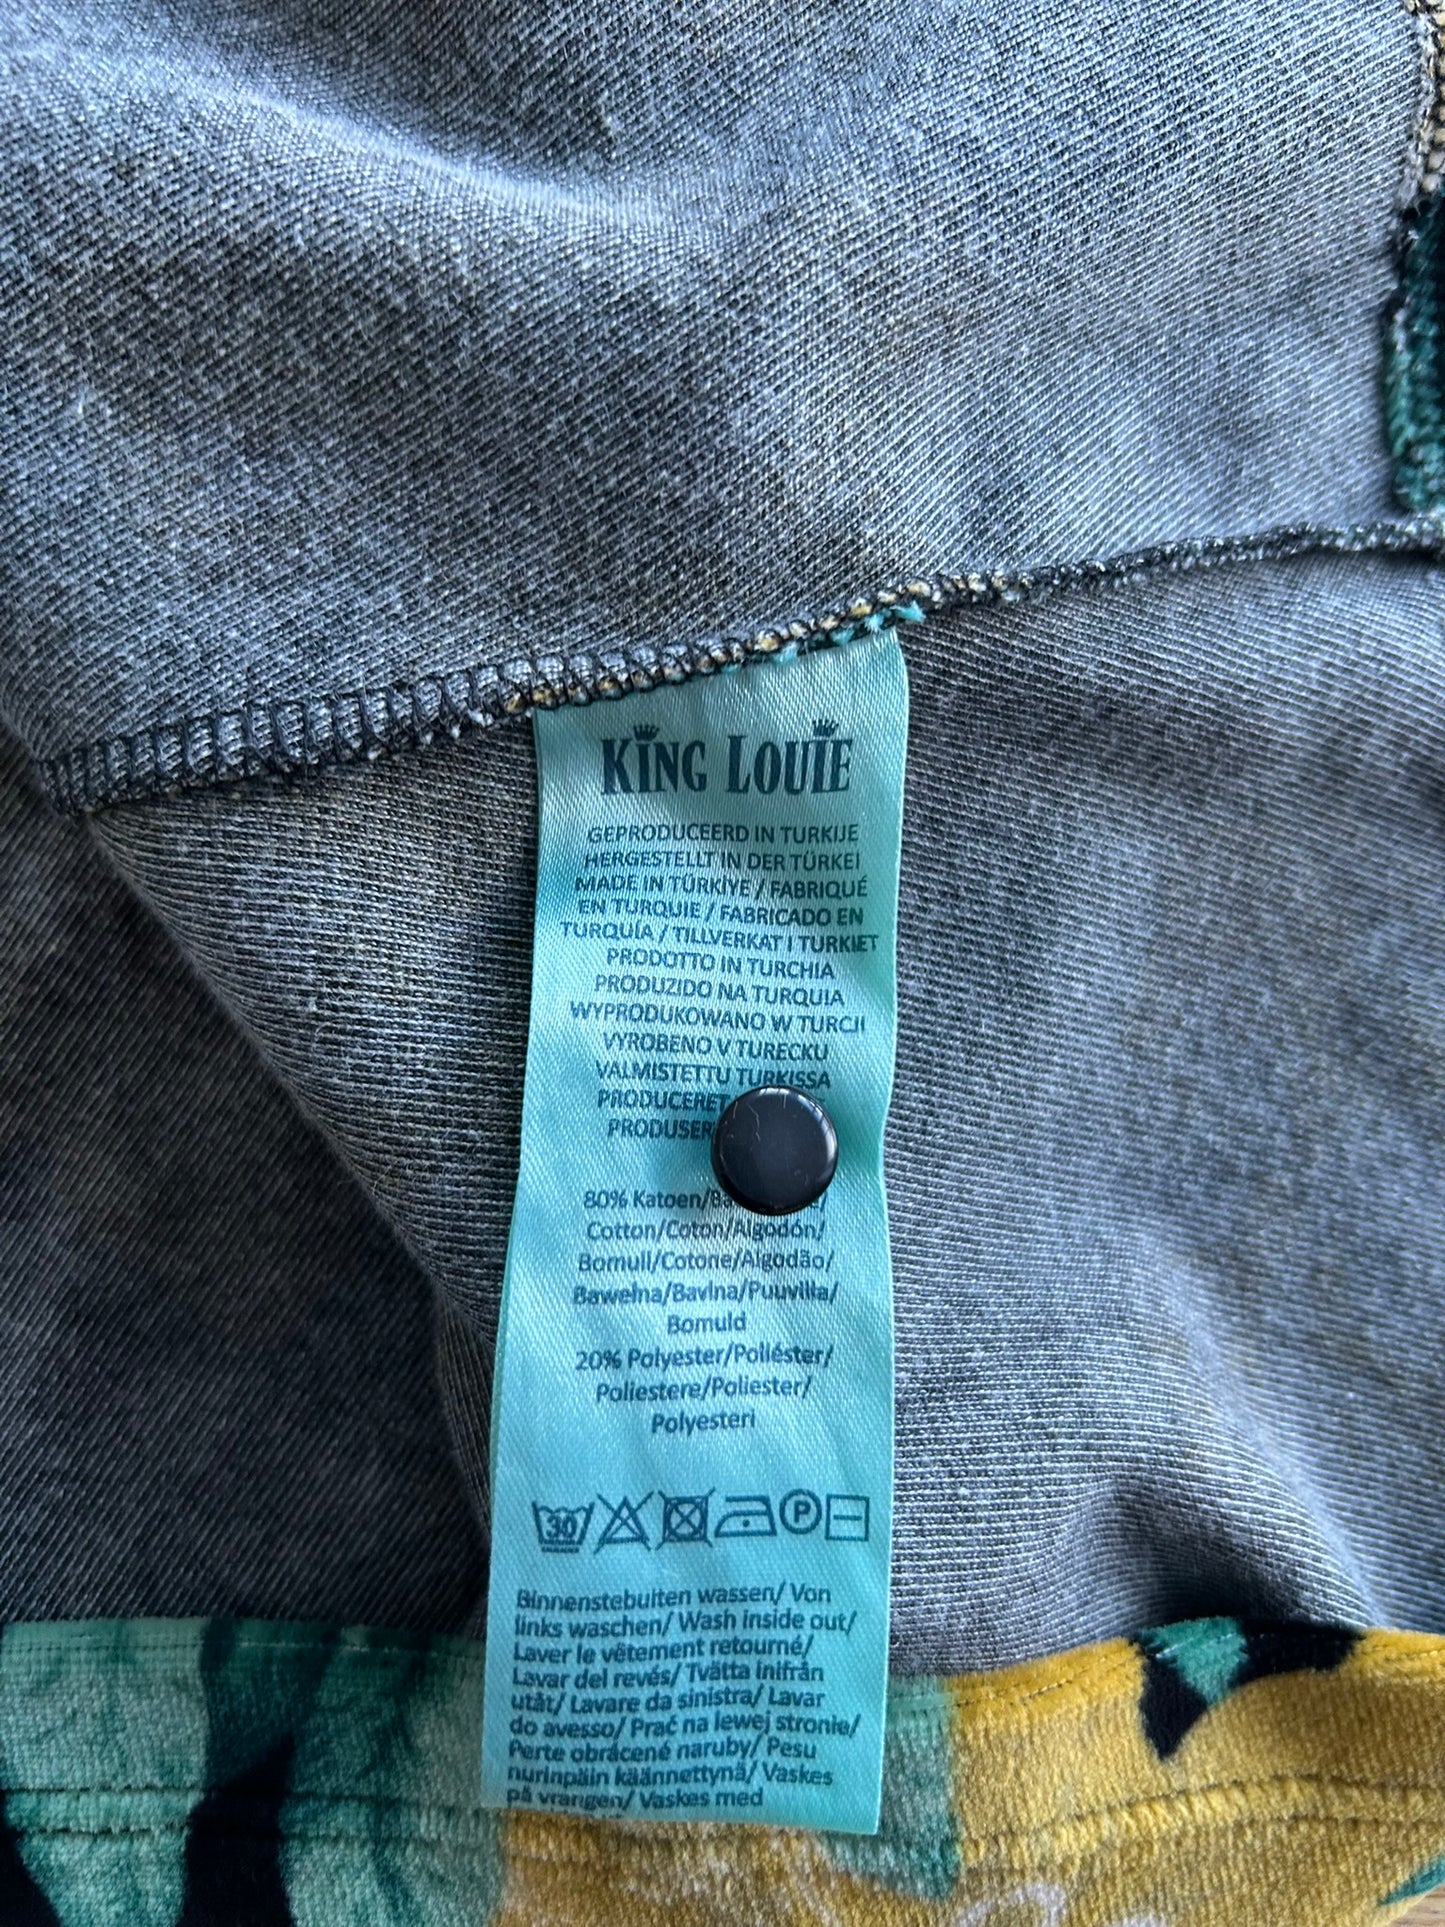 KING LOUIE
GEPRODUCEERD IN TURKIJE
HERGESTELLT IN DER TÜRKEI
MADE IN TÜRKİYE / FABRIQUÉ
EN TURQUIE / FABRICADO EN
TURQUÍA / TILLVERKAT I TURKIET
PRODOTTO IN TURCHIA
PRODUZIDO NA TURQUIA
WYPRODUKOWANO W TURCJI
VYROBENO V TURECKU
VALMISTETTU TURKISSA
PRODUCERET
PRODUSER
80% Katoen/
Cotton/Coton/Algodón/
Bomull/Cotone/Algodão/
Bawełna/Bavlna/Puuvilla/
Bomuld
20% Polyester/Poliéster/
Poliestere/Poliester/
Polyesteri
30 P
Binnenstebuiten wassen/ Von
links waschen/ Wash inside out/
Laver le vêtement retourné/
Lavar del revés/ Tvätta inifrån
utåt/ Lavare da sinistra/ Lavar
do avesso/ Prać na lewej stronie/
Perte obrácené naruby/ Pesu
nurinpäin käännettynä/ Vaskes
på vrangen/ Vaskes med